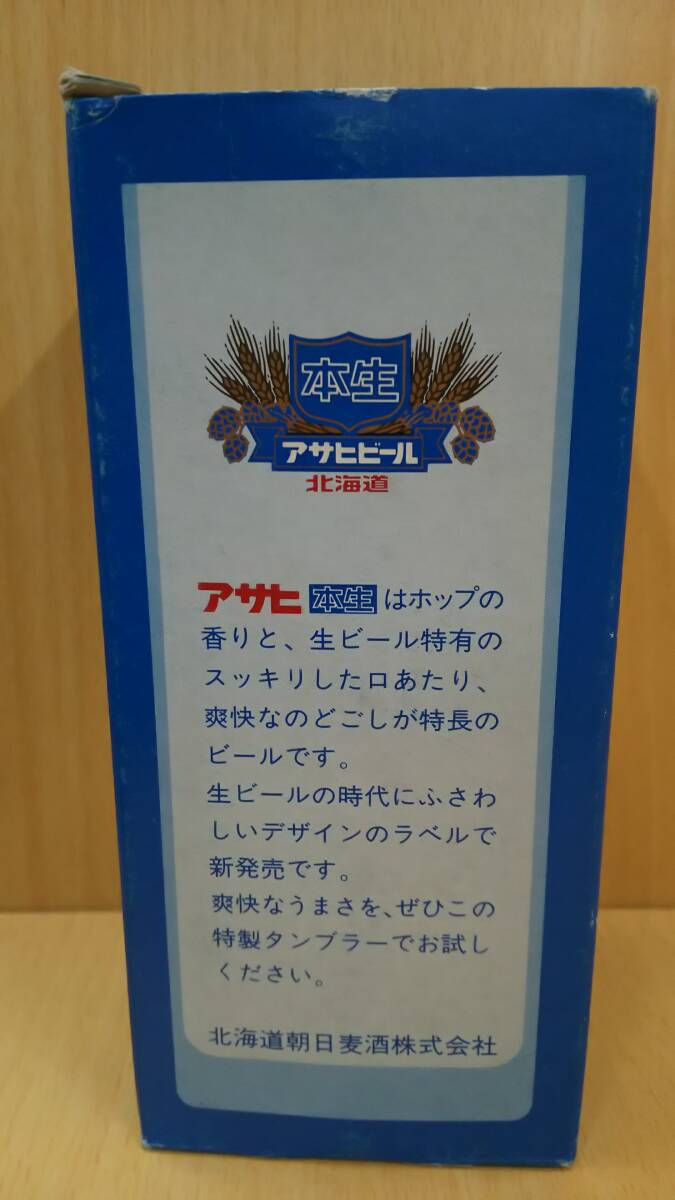 本生
アサヒビール
北海道
アサヒ 本生 はホップの
香りと、生ビール特有の
スッキリした口あたり、
爽快なのどごしが特長の
ビールです。
生ビールの時代にふさわ
しいデザインのラベルで
新発売です。
爽快なうまさを、ぜひこの
特製タンブラーでお試し
ください。
北海道朝日麦酒株式会社